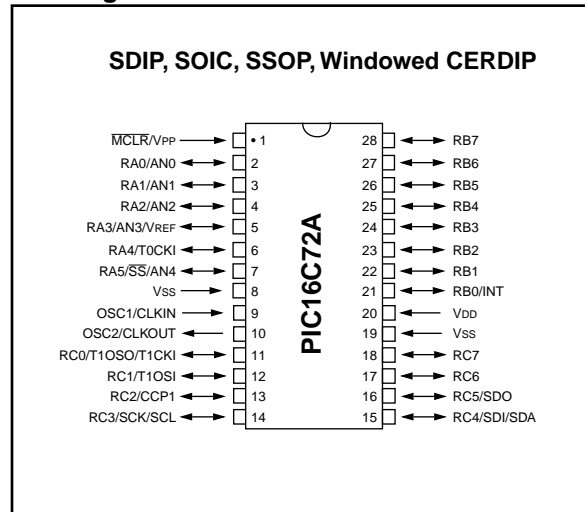 SDIP, SOIC, SSOP, Windowed CERDIP
MCLR/VPP • 1 28 RB7
RA0/AN0 2 27 RB6
RA1/AN1 3 26 RB5
RA2/AN2 4 25 RB4
RA3/AN3/VREF 5 24 RB3
RA4/T0CKI 6 23 RB2
RA5/SS/AN4 7 22 RB1
VSS 8 21 RB0/INT
OSC1/CLKIN 9 20 VDD
OSC2/CLKOUT 10 19 VSS
RC0/T1OSO/T1CKI 11 18 RC7
RC1/T1OSI 12 17 RC6
RC2/CCP1 13 16 RC5/SDO
RC3/SCK/SCL 14 15 RC4/SDI/SDA
PIC16C72A